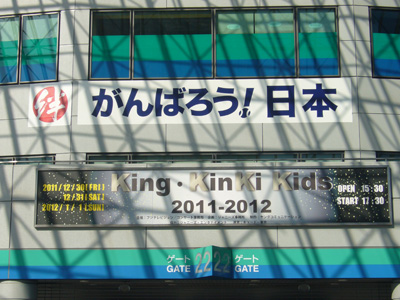 絆
がんばろう!日本
2011/12/30[FRI]
12/31[SAT]
2012/1/1[SUN]
King・KinKi Kids
2011-2012
OPEN 15:30
START 17:30
ゲート 22 22 ゲート
GATE GATE